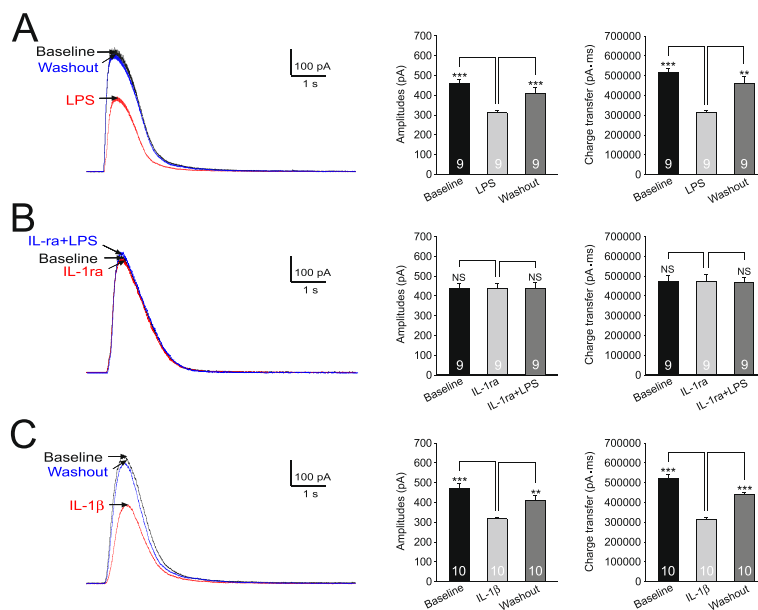 A
Baseline
Washout
LPS
100 pA
1 s
Amplitudes (pA)
700
600
500
400
300
200
100
0
***
***
9
9
9
Baseline
LPS
Washout
Charge transfer (pA•ms)
700000
600000
500000
400000
300000
200000
100000
0
***
**
9
9
9
Baseline
LPS
Washout
B
IL-ra+LPS
Baseline
IL-1ra
100 pA
1 s
Amplitudes (pA)
700
600
500
400
300
200
100
0
NS
NS
9
9
9
Baseline
IL-1ra
IL-1ra+LPS
Charge transfer (pA•ms)
700000
600000
500000
400000
300000
200000
100000
0
NS
NS
9
9
9
Baseline
IL-1ra
IL-1ra+LPS
C
Baseline
Washout
IL-1β
100 pA
1 s
Amplitudes (pA)
700
600
500
400
300
200
100
0
***
**
10
10
10
Baseline
IL-1β
Washout
Charge transfer (pA•ms)
700000
600000
500000
400000
300000
200000
100000
0
***
***
10
10
10
Baseline
IL-1β
Washout